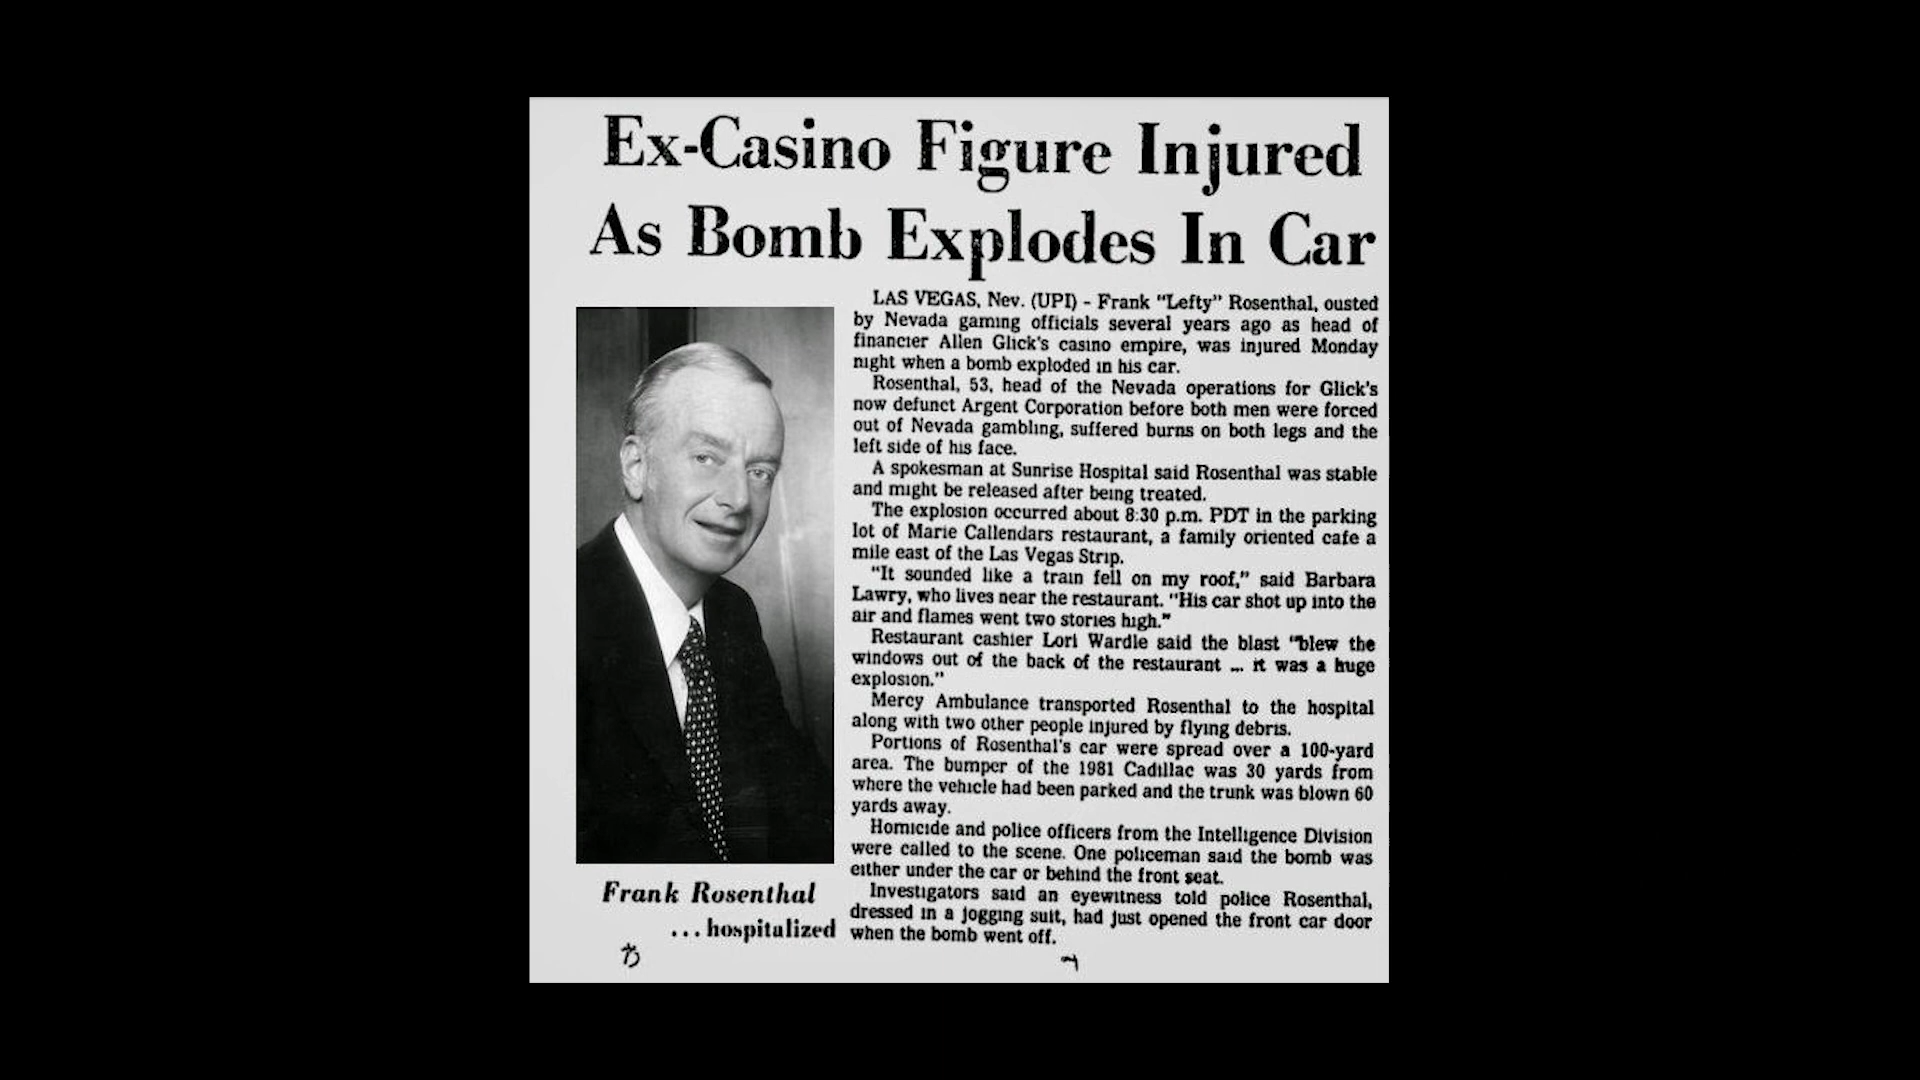 Ex-Casino Figure Injured
As Bomb Explodes In Car
LAS VEGAS, Nev. (UPI) - Frank "Lefty" Rosenthal, ousted
by Nevada gaming officials several years ago as head of
financier Allen Glick's casino empire, was injured Monday
night when a bomb exploded in his car.
Rosenthal, 53, head of the Nevada operations for Glick's
now defunct Argent Corporation before both men were forced
out of Nevada gambling, suffered burns on both legs and the
left side of his face.
A spokesman at Sunrise Hospital said Rosenthal was stable
and might be released after being treated.
The explosion occurred about 8:30 p.m. PDT in the parking
lot of Marie Callendars restaurant, a family oriented cafe a
mile east of the Las Vegas Strip.
"It sounded like a train fell on my roof," said Barbara
Lawry, who lives near the restaurant. "His car shot up into the
air and flames went two stories high."
Restaurant cashier Lori Wardle said the blast "blew the
windows out of the back of the restaurant ... it was a huge
explosion."
Mercy Ambulance transported Rosenthal to the hospital
along with two other people injured by flying debris.
Portions of Rosenthal's car were spread over a 100-yard
area. The bumper of the 1981 Cadillac was 30 yards from
where the vehicle had been parked and the trunk was blown 60
yards away.
Homicide and police officers from the Intelligence Division
were called to the scene. One policeman said the bomb was
either under the car or behind the front seat.
Investigators said an eyewitness told police Rosenthal,
dressed in a jogging suit, had just opened the front car door
when the bomb went off.
Frank Rosenthal
...hospitalized